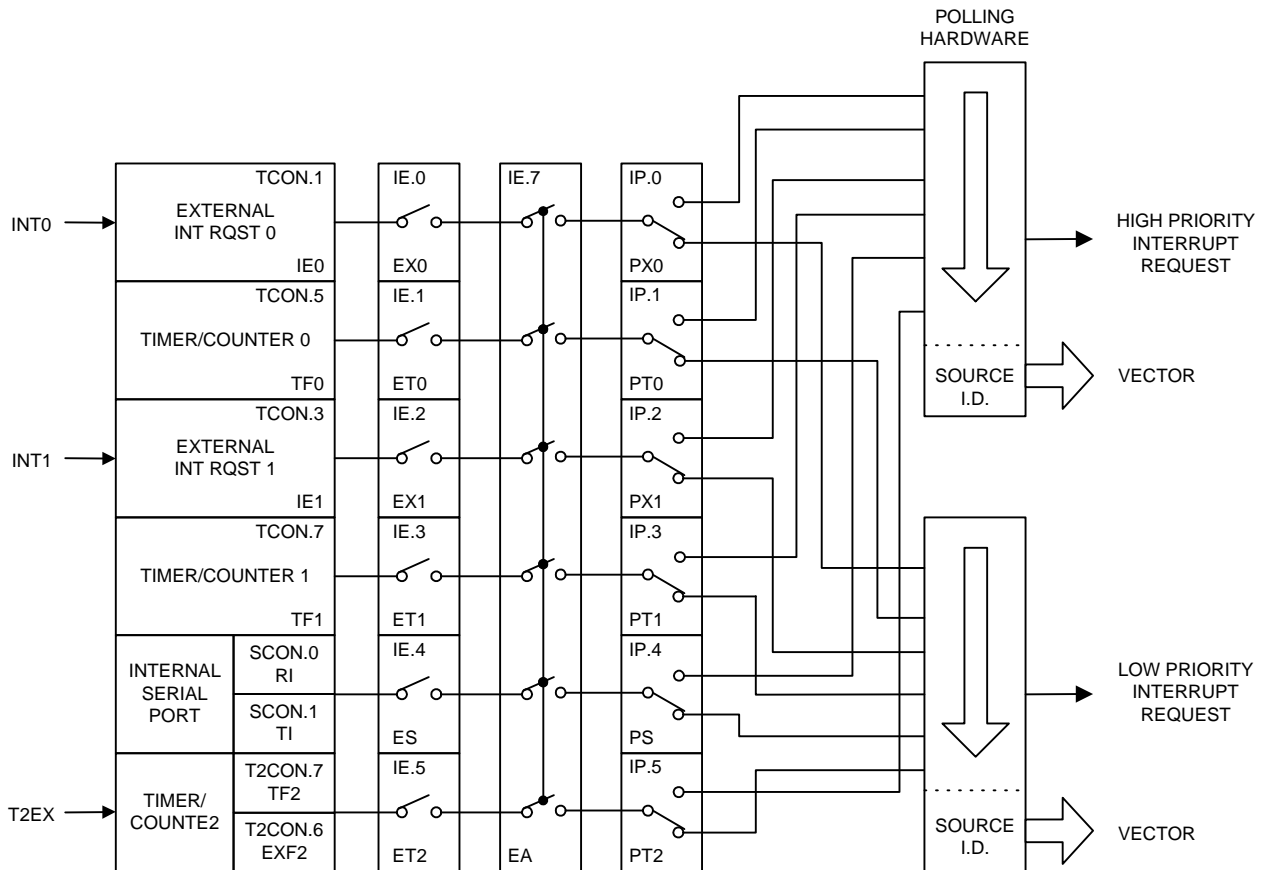 POLLING
HARDWARE
TCON.1
IE.0
IE.7
IP.0
INT0
EXTERNAL
INT RQST 0
HIGH PRIORITY
INTERRUPT
REQUEST
IE0
EX0
PX0
TCON.5
IE.1
IP.1
TIMER/COUNTER 0
TF0
ET0
PT0
SOURCE
I.D.
VECTOR
TCON.3
IE.2
IP.2
INT1
EXTERNAL
INT RQST 1
IE1
EX1
PX1
TCON.7
IE.3
IP.3
TIMER/COUNTER 1
TF1
ET1
PT1
INTERNAL
SERIAL
PORT
SCON.0
RI
SCON.1
TI
IE.4
IP.4
ES
PS
LOW PRIORITY
INTERRUPT
REQUEST
T2EX
TIMER/
COUNTE2
T2CON.7
TF2
T2CON.6
EXF2
IE.5
IP.5
ET2
EA
PT2
SOURCE
I.D.
VECTOR